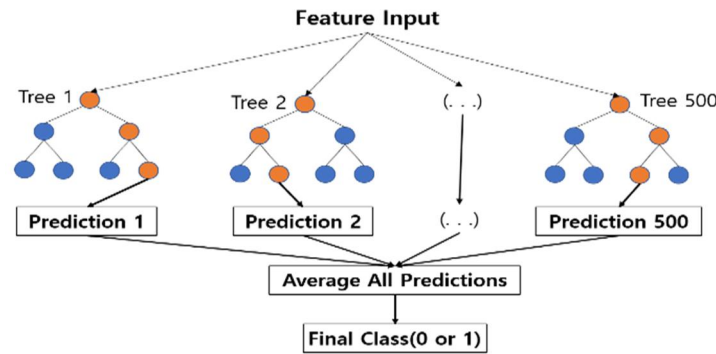 Feature Input
Tree 1
Tree 2
(. . .)
Tree 500
Prediction 1
Prediction 2
(. . .)
Prediction 500
Average All Predictions
Final Class(0 or 1)